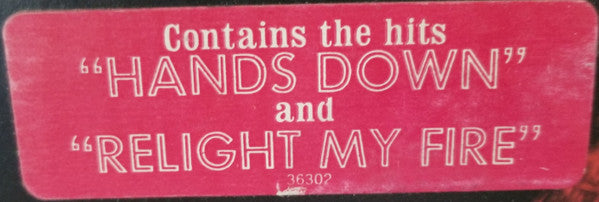 Contains the hits
“HANDS DOWN”
and
“RELIGHT MY FIRE”
36302